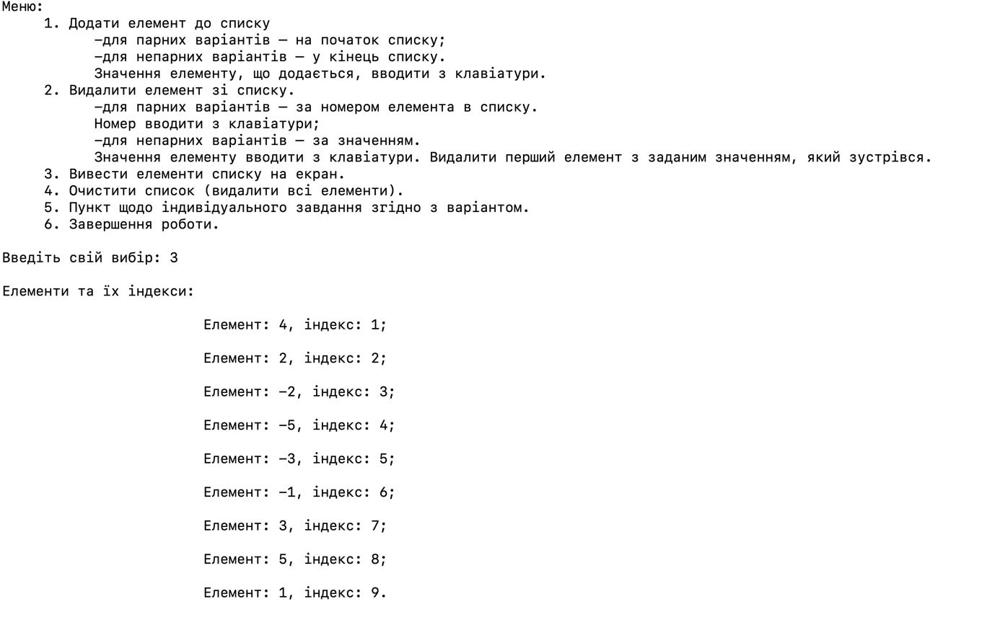 Меню:
1. Додати елемент до списку
–для парних варіантів – на початок списку;
–для непарних варіантів – у кінець списку.
Значення елементу, що додається, вводити з клавіатури.
2. Видалити елемент зі списку.
–для парних варіантів – за номером елемента в списку.
Номер вводити з клавіатури;
–для непарних варіантів – за значенням.
Значення елементу вводити з клавіатури. Видалити перший елемент з заданим значенням, який зустрівся.
3. Вивести елементи списку на екран.
4. Очистити список (видалити всі елементи).
5. Пункт щодо індивідуального завдання згідно з варіантом.
6. Завершення роботи.
Введіть свій вибір: 3
Елементи та їх індекси:
Елемент: 4, індекс: 1;
Елемент: 2, індекс: 2;
Елемент: –2, індекс: 3;
Елемент: –5, індекс: 4;
Елемент: –3, індекс: 5;
Елемент: –1, індекс: 6;
Елемент: 3, індекс: 7;
Елемент: 5, індекс: 8;
Елемент: 1, індекс: 9.